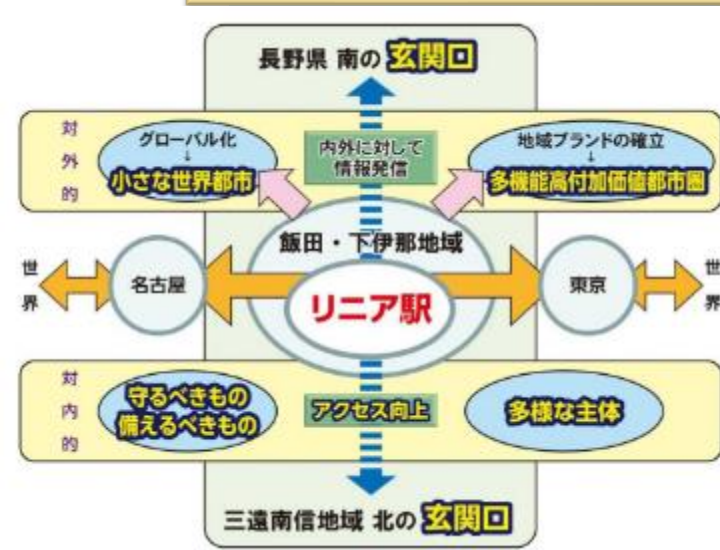 長野県 南の 玄関口
対外的
グローバル化
↓
小さな世界都市
内外に対して
情報発信
地域ブランドの確立
↓
多機能高付加価値都市圏
飯田・下伊那地域
世界
名古屋
リニア駅
東京
世界
対内的
守るべきもの
備えるべきもの
アクセス向上
多様な主体
三遠南信地域 北の 玄関口